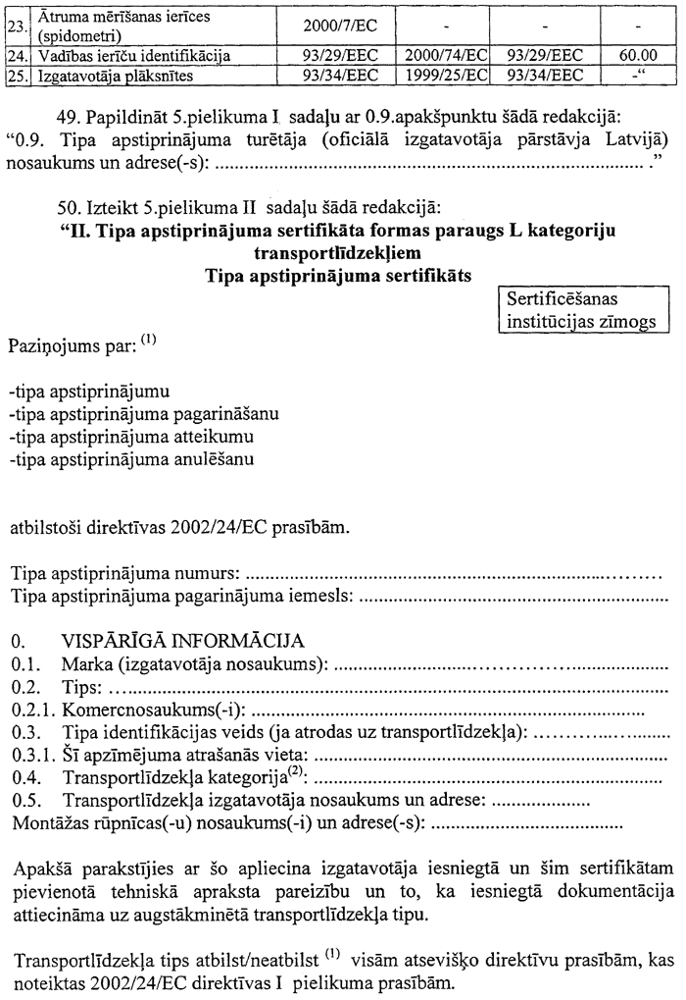 23. Ātruma mērīšanas ierīces (spidometri) 2000/7/EC - - -
24. Vadības ierīču identifikācija 93/29/EEC 2000/74/EC 93/29/EEC 60.00
25. Izgatavotāja plāksnītes 93/34/EEC 1999/25/EC 93/34/EEC -“
49. Papildināt 5.pielikuma I sadaļu ar 0.9.apakšpunktu šādā redakcijā:
“0.9. Tipa apstiprinājuma turētāja (oficiālā izgatavotāja pārstāvja Latvijā)
nosaukums un adrese(-s): .................................................................................. .”
50. Izteikt 5.pielikuma II sadaļu šādā redakcijā:
“II. Tipa apstiprinājuma sertifikāta formas paraugs L kategoriju
transportlīdzekļiem
Tipa apstiprinājuma sertifikāts
Sertificēšanas
institūcijas zīmogs
Paziņojums par: (1)
-tipa apstiprinājumu
-tipa apstiprinājuma pagarināšanu
-tipa apstiprinājuma atteikumu
-tipa apstiprinājuma anulēšanu
atbilstoši direktīvas 2002/24/EC prasībām.
Tipa apstiprinājuma numurs: ................................................................................
Tipa apstiprinājuma pagarinājuma iemesls: ............................................................
0. VISPĀRĪGĀ INFORMĀCIJA
0.1. Marka (izgatavotāja nosaukums): ................................................................
0.2. Tips: ............................................................................................................
0.2.1. Komercnosaukums(-i): ............................................................................
0.3. Tipa identifikācijas veids (ja atrodas uz transportlīdzekļa): ..........................
0.3.1. Šī apzīmējuma atrašanās vieta: ....................................................................
0.4. Transportlīdzekļa kategorija(2): ....................................................................
0.5. Transportlīdzekļa izgatavotāja nosaukums un adrese: ...................
Montāžas rūpnīcas(-u) nosaukums(-i) un adrese(-s): .....................................
Apakšā parakstījies ar šo apliecina izgatavotāja iesniegtā un šim sertifikātam
pievienotā tehniskā apraksta pareizību un to, ka iesniegtā dokumentācija
attiecināma uz augstākminētā transportlīdzekļa tipu.
Transportlīdzekļa tips atbilst/neatbilst (1) visām atsevišķo direktīvu prasībām, kas
noteiktas 2002/24/EC direktīvas I pielikuma prasībām.